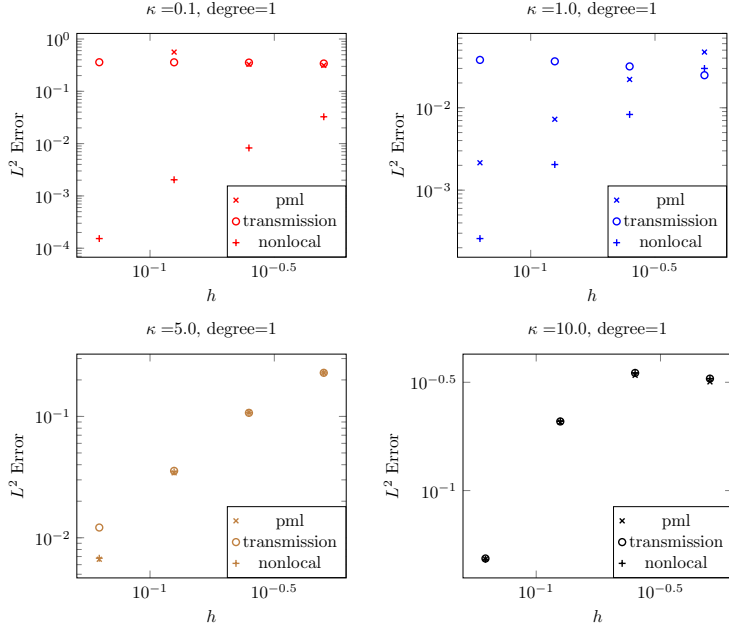 κ =0.1, degree=1
10^0
10^−1
10^−2
10^−3
10^−4
L^2 Error
pml
transmission
nonlocal
10^−1
10^−0.5
h
κ =1.0, degree=1
10^−2
10^−3
L^2 Error
pml
transmission
nonlocal
10^−1
10^−0.5
h
κ =5.0, degree=1
10^−1
10^−2
L^2 Error
pml
transmission
nonlocal
10^−1
10^−0.5
h
κ =10.0, degree=1
10^−0.5
10^−1
L^2 Error
pml
transmission
nonlocal
10^−1
10^−0.5
h